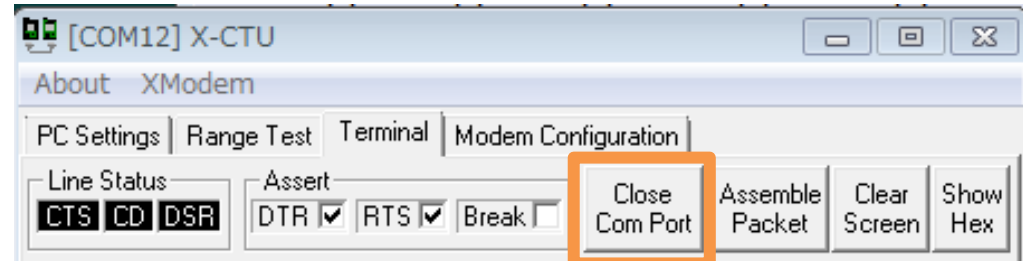 [COM12] X-CTU
About XModem
PC Settings Range Test Terminal Modem Configuration
Line Status Assert
CTS CD DSR DTR RTS Break
Close
Com Port
Assemble
Packet
Clear
Screen
Show
Hex